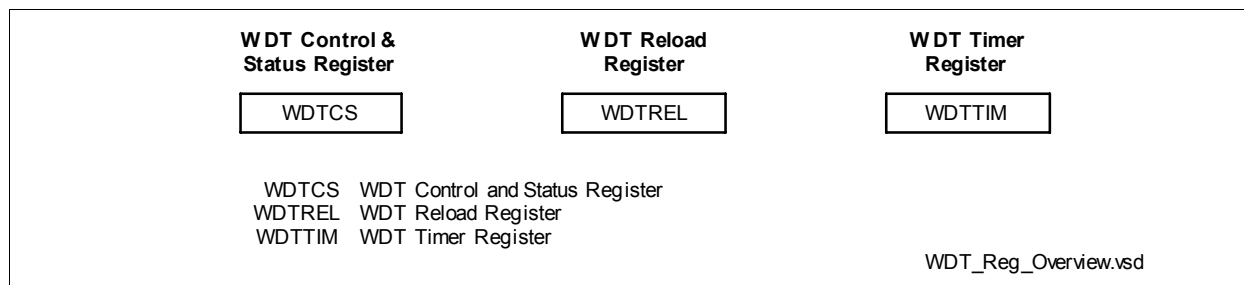 WDT Control &
Status Register
WDT Reload
Register
WDT Timer
Register
WDTCS
WDTREL
WDTTIM
WDTCS WDT Control and Status Register
WDTREL WDT Reload Register
WDTTIM WDT Timer Register
WDT_Reg_Overview.vsd